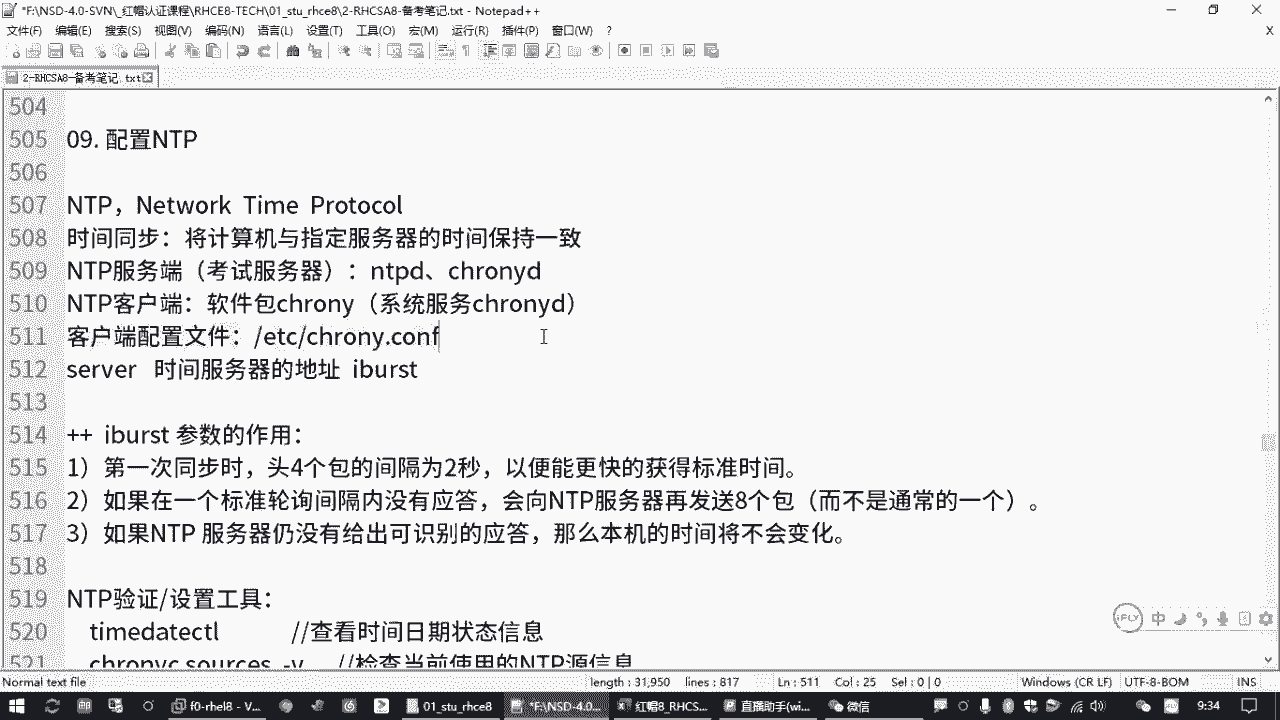 *F:\NSD-4.0-SVN\_红帽认证课程\RHCE8-TECH\01_stu_rhce8\2-RHCSA8-备考笔记.txt - Notepad++
文件(F) 编辑(E) 搜索(S) 视图(V) 编码(N) 语言(L) 设置(T) 工具(O) 宏(M) 运行(R) 插件(P) 窗口(W) ? X
2-RHCSA8-备考笔记.txt
504
505 09. 配置NTP
506
507 NTP，Network Time Protocol
508 时间同步：将计算机与指定服务器的时间保持一致
509 NTP服务端（考试服务器）：ntpd、chronyd
510 NTP客户端：软件包chrony（系统服务chronyd）
511 客户端配置文件：/etc/chrony.conf
512 server 时间服务器的地址 iburst
513
514 ++ iburst 参数的作用：
515 1）第一次同步时，头4个包的间隔为2秒，以便能更快的获得标准时间。
516 2）如果在一个标准轮询间隔内没有应答，会向NTP服务器再发送8个包（而不是通常的一个）。
517 3）如果NTP 服务器仍没有给出可识别的应答，那么本机的时间将不会变化。
518
519 NTP验证/设置工具：
520 timedatectl //查看时间日期状态信息
521 chronyc sources -v //检查当前使用的NTP源信息
iFLY 中
Normal text file length : 31,950 lines : 817 Ln : 511 Col : 25 Sel : 0 | 0 Windows (CR LF) UTF-8-BOM INS
f0-rhel8 - V... 01_stu_rhce8 *F:\NSD-4.0... 红帽8_RHCS... 直播助手(wi... 微信 9:34